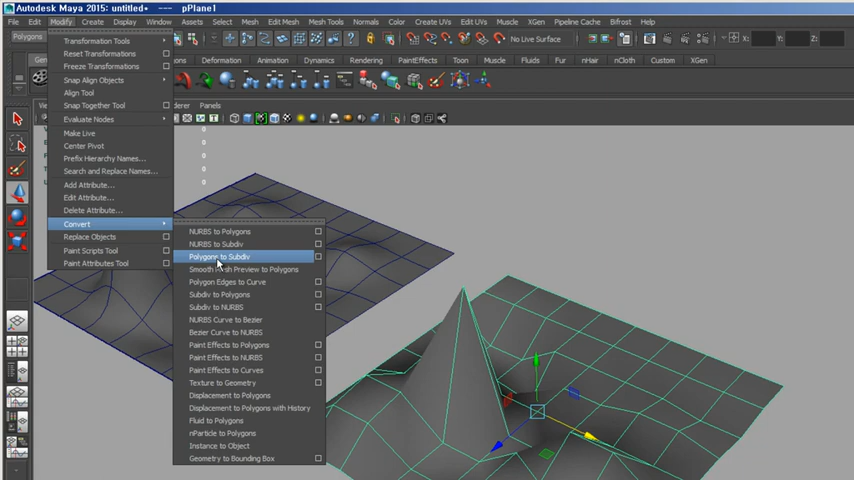 Autodesk Maya 2015: untitled* --- pPlane1
File Edit Modify Create Display Window Assets Select Mesh Edit Mesh Mesh Tools Normals Color Create UVs Edit UVs Muscle XGen Pipeline Cache Bifrost Help
Polygons
X: Y: Z:
Deformation Animation Dynamics Rendering PaintEffects Toon Muscle Fluids Fur nHair nCloth Custom XGen
Panels
0
0
0
0
0
Transformation Tools
Reset Transformations
Freeze Transformations
Snap Align Objects
Align Tool
Snap Together Tool
Evaluate Nodes
Make Live
Center Pivot
Prefix Hierarchy Names...
Search and Replace Names...
Add Attribute...
Edit Attribute...
Delete Attribute...
Convert
Replace Objects
Paint Scripts Tool
Paint Attributes Tool
NURBS to Polygons
NURBS to Subdiv
Polygons to Subdiv
Smooth Mesh Preview to Polygons
Polygon Edges to Curve
Subdiv to Polygons
Subdiv to NURBS
NURBS Curve to Bezier
Bezier Curve to NURBS
Paint Effects to Polygons
Paint Effects to NURBS
Paint Effects to Curves
Texture to Geometry
Displacement to Polygons
Displacement to Polygons with History
Fluid to Polygons
nParticle to Polygons
Instance to Object
Geometry to Bounding Box